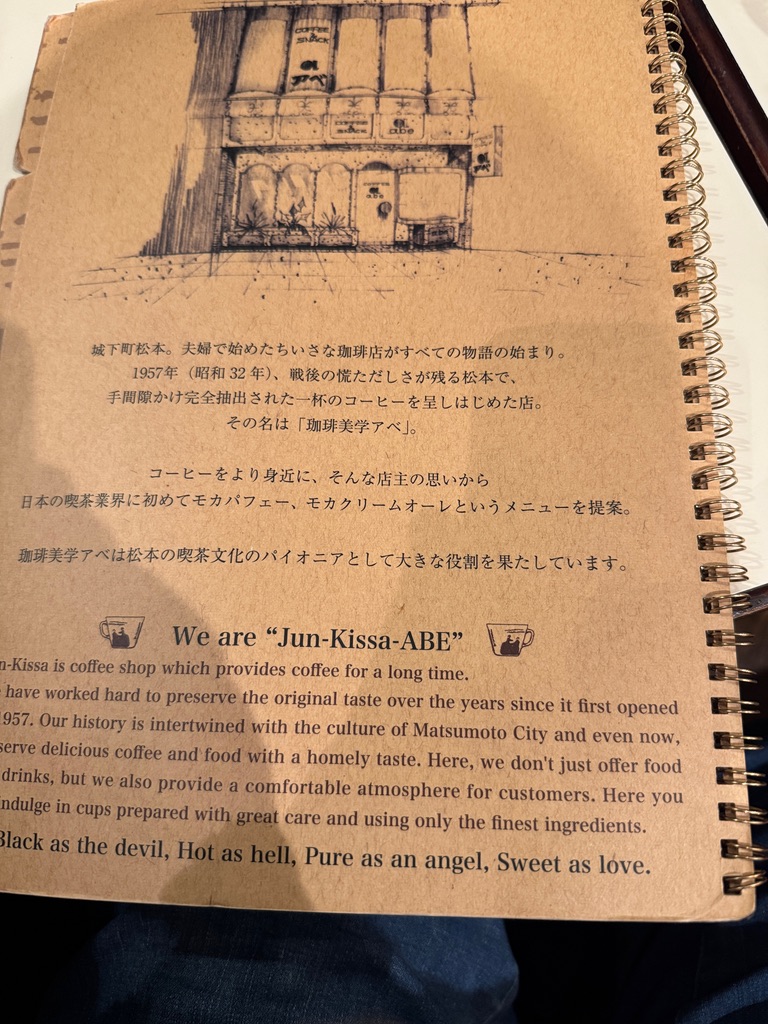 COFFEE
&
SNACK
アベ
COFFEE
&
SNACK
abe
abe
城下町松本。夫婦で始めたちいさな珈琲店がすべての物語の始まり。
1957年（昭和32年）、戦後の慌ただしさが残る松本で、
手間隙かけ完全抽出された一杯のコーヒーを呈しはじめた店。
その名は「珈琲美学アベ」。
コーヒーをより身近に、そんな店主の思いから
日本の喫茶業界に初めてモカパフェー、モカクリームオーレというメニューを提案。
珈琲美学アベは松本の喫茶文化のパイオニアとして大きな役割を果たしています。
We are “Jun-Kissa-ABE”
n-Kissa is coffee shop which provides coffee for a long time.
have worked hard to preserve the original taste over the years since it first opened
1957. Our history is intertwined with the culture of Matsumoto City and even now,
serve delicious coffee and food with a homely taste. Here, we don't just offer food
drinks, but we also provide a comfortable atmosphere for customers. Here you
indulge in cups prepared with great care and using only the finest ingredients.
Black as the devil, Hot as hell, Pure as an angel, Sweet as love.